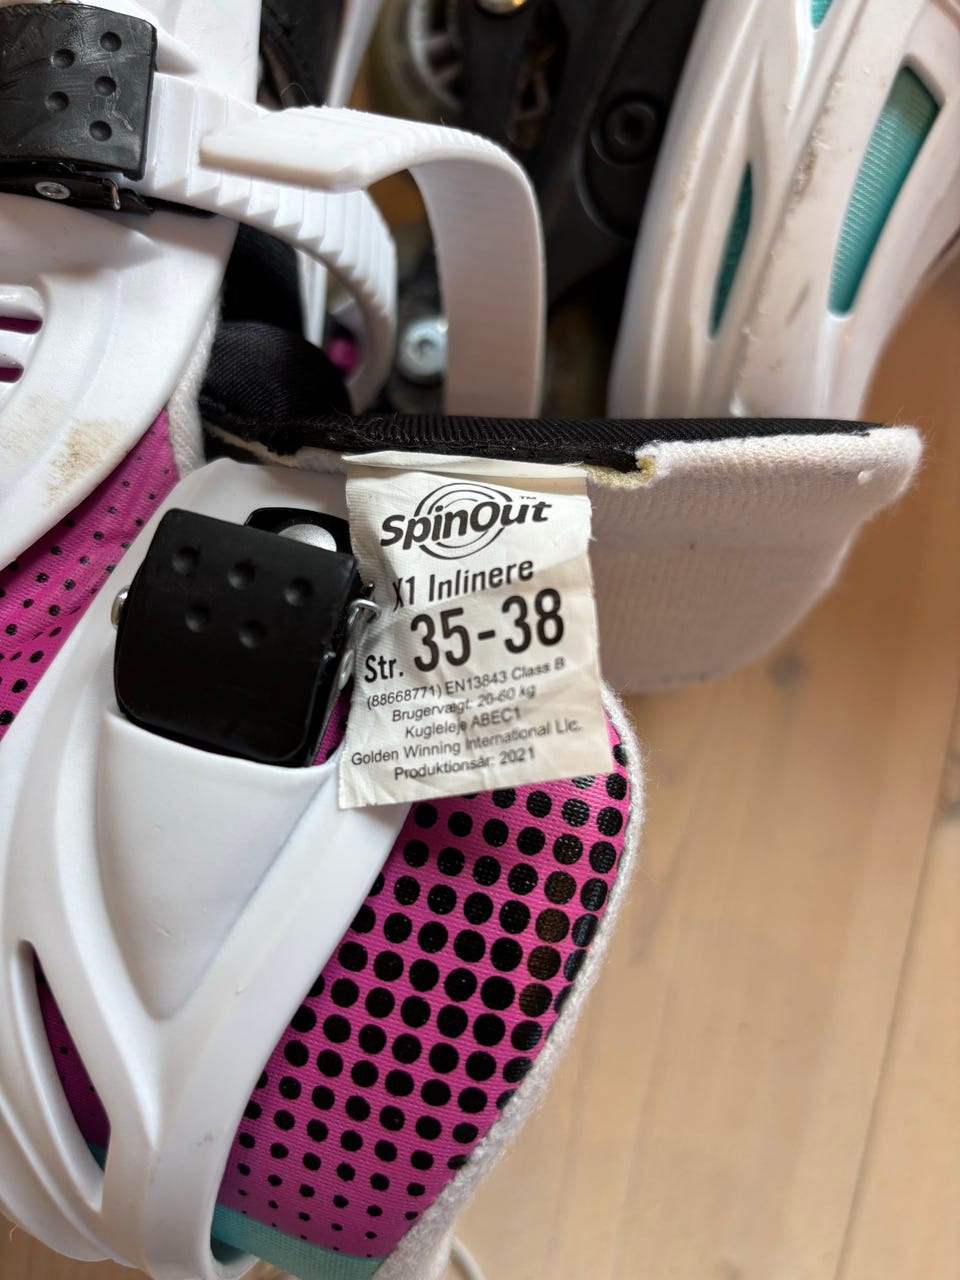 SpinOut™
X1 Inlinere
Str. 35-38
(88668771) EN13843 Class B
Brugervægt: 20-60 kg
Kugleleje ABEC1
Golden Winning International Llc.
Produktionsår: 2021